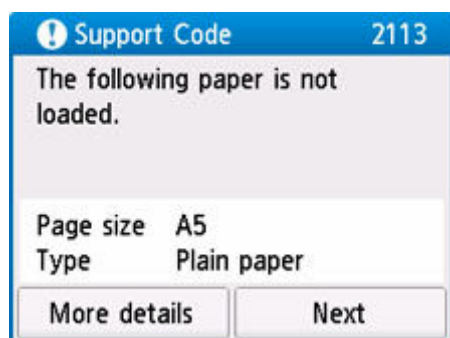 Support Code 2113
The following paper is not
loaded.
Page size A5
Type Plain paper
More details Next